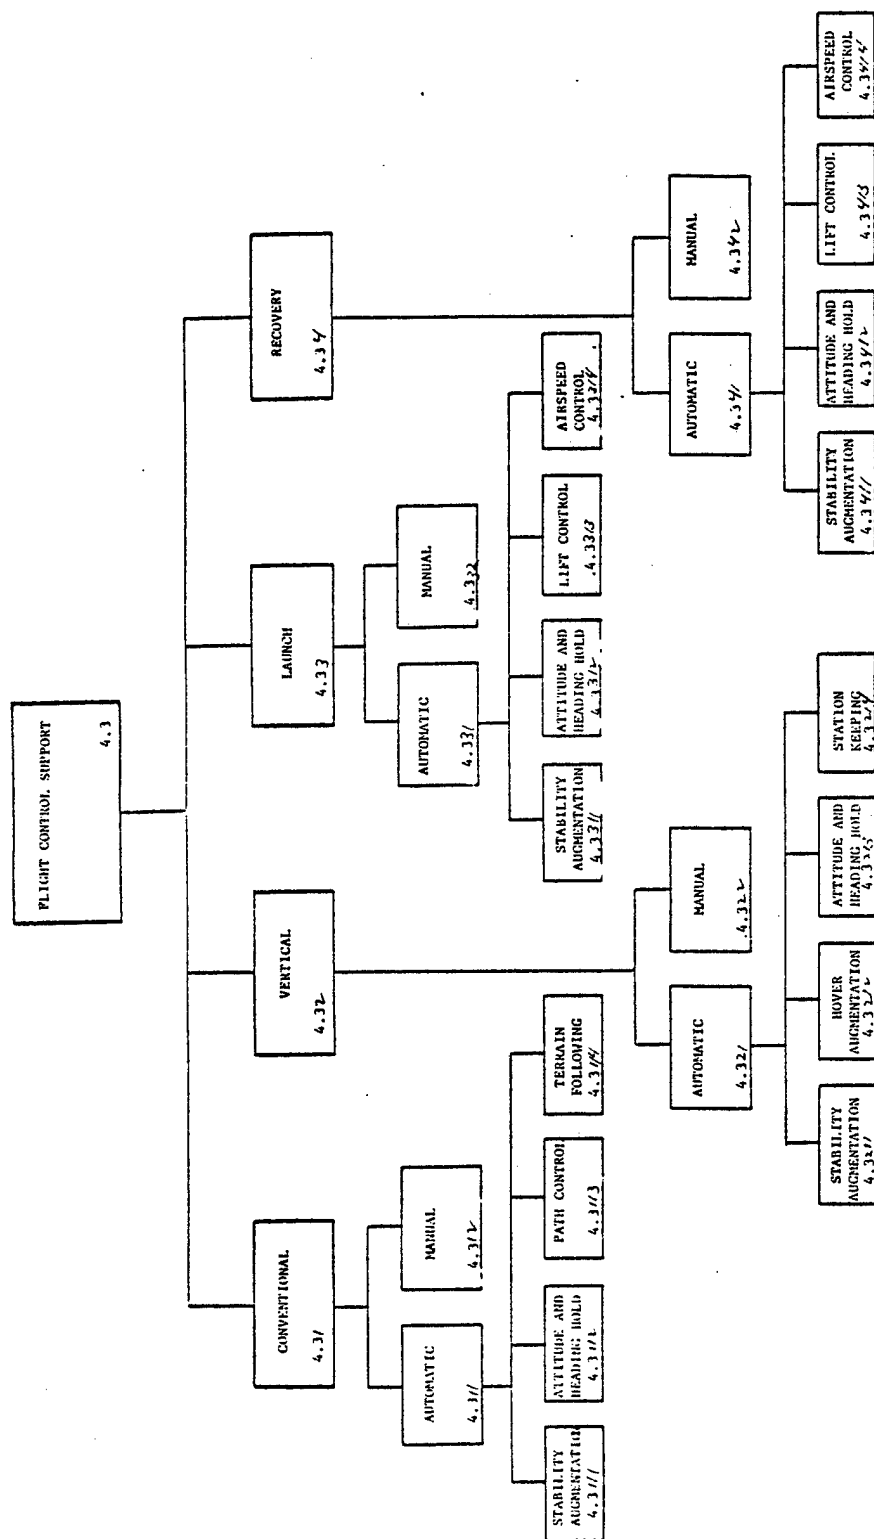 FLIGHT CONTROL SUPPORT
4.3
CONVENTIONAL
4.31
VERTICAL
4.32
LAUNCH
4.33
RECOVERY
4.34
AUTOMATIC
4.311
MANUAL
4.312
AUTOMATIC
4.331
MANUAL
4.332
STABILITY
AUGMENTATION
4.3111
ATTITUDE AND
HEADING HOLD
4.3112
PATH CONTROL
4.3113
TERRAIN
FOLLOWING
4.3114
STABILITY
AUGMENTATION
4.3311
ATTITUDE AND
HEADING HOLD
4.3312
LIFT CONTROL
4.3313
AIRSPEED
CONTROL
4.3314
AUTOMATIC
4.321
MANUAL
4.322
AUTOMATIC
4.341
MANUAL
4.342
STABILITY
AUGMENTATION
4.3211
HOVER
AUGMENTATION
4.3212
ATTITUDE AND
HEADING HOLD
4.3213
STATION
KEEPING
4.3214
STABILITY
AUGMENTATION
4.3411
ATTITUDE AND
HEADING HOLD
4.3412
LIFT CONTROL
4.3413
AIRSPEED
CONTROL
4.3414